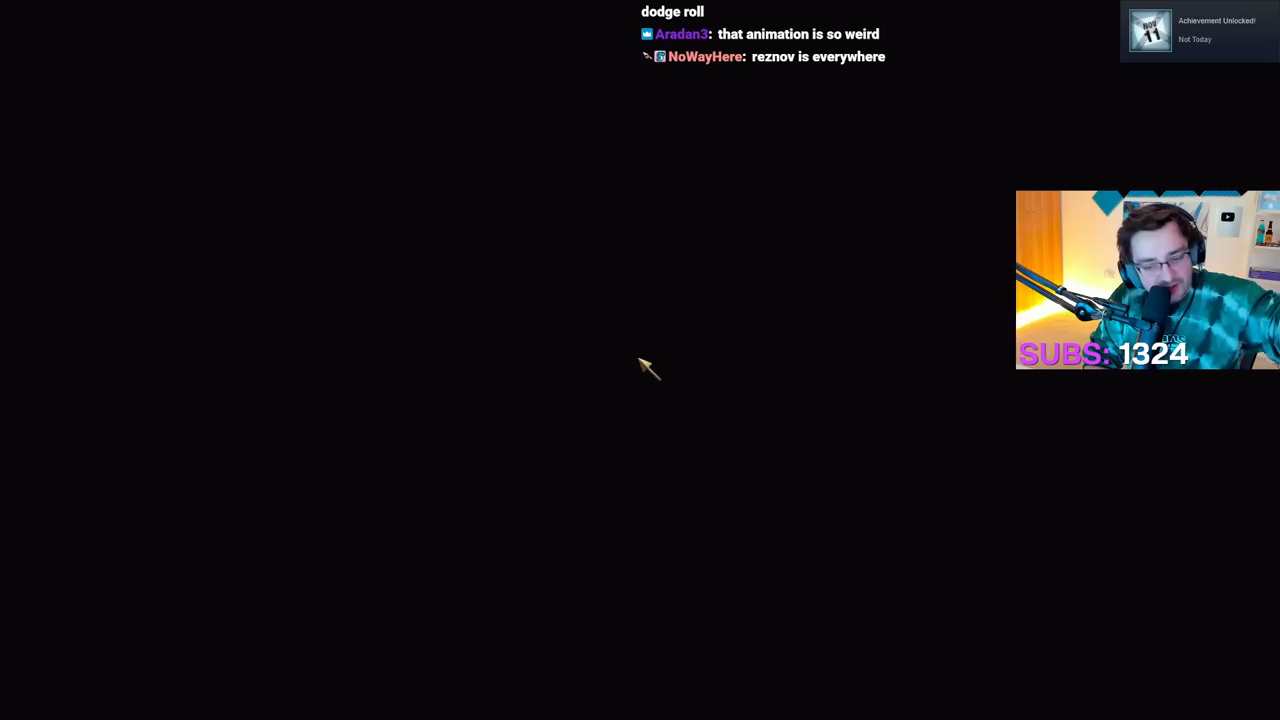 dodge roll
Aradan3: that animation is so weird
NoWayHere: reznov is everywhere
NOV
11
Achievement Unlocked!
Not Today
SUBS: 1324